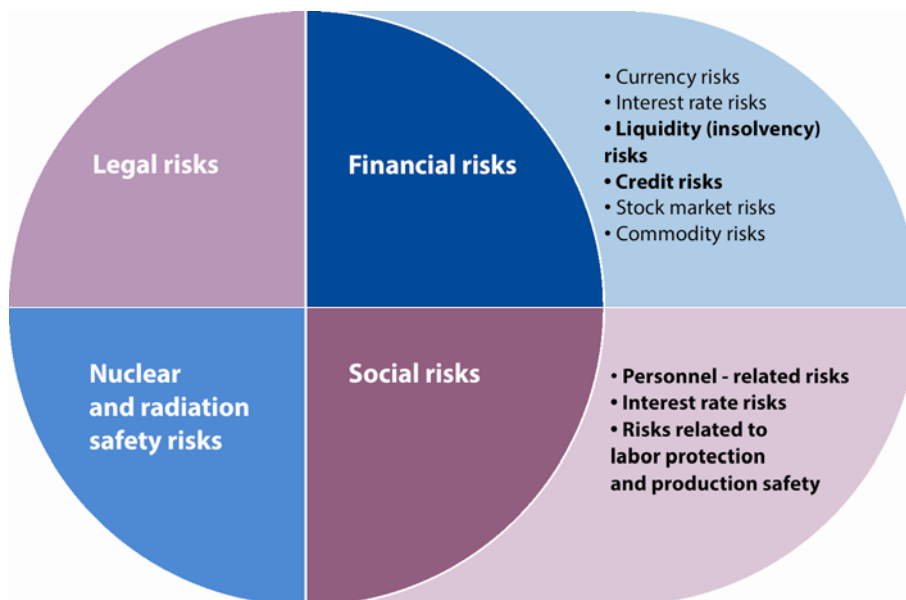 Legal risks
Financial risks
• Currency risks
• Interest rate risks
• Liquidity (insolvency)
risks
• Credit risks
• Stock market risks
• Commodity risks
Nuclear
and radiation
safety risks
Social risks
• Personnel - related risks
• Interest rate risks
• Risks related to
labor protection
and production safety